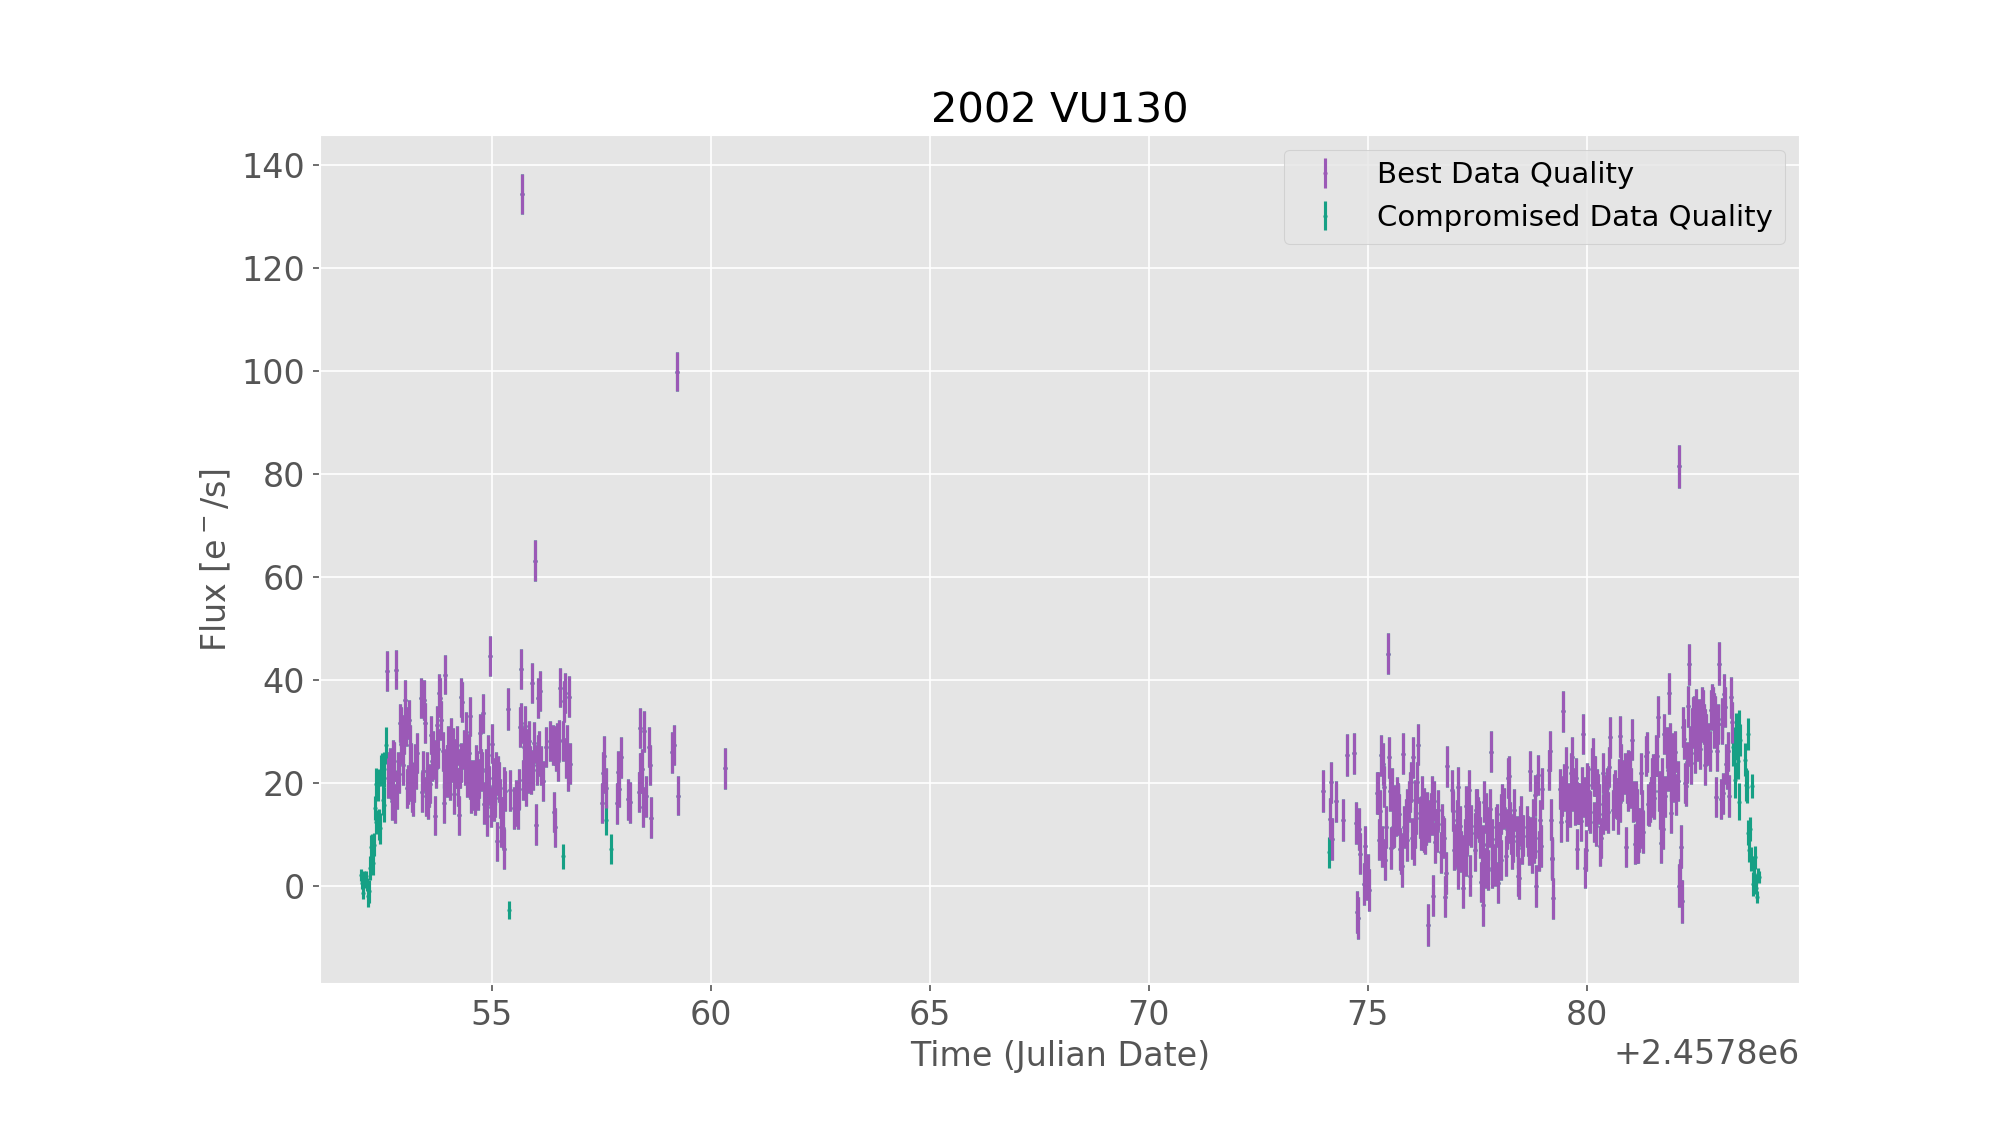 2002 VU130
140
120
100
80
60
40
20
0
Flux [e⁻/s]
Best Data Quality
Compromised Data Quality
55 60 65 70 75 80
+2.4578e6
Time (Julian Date)